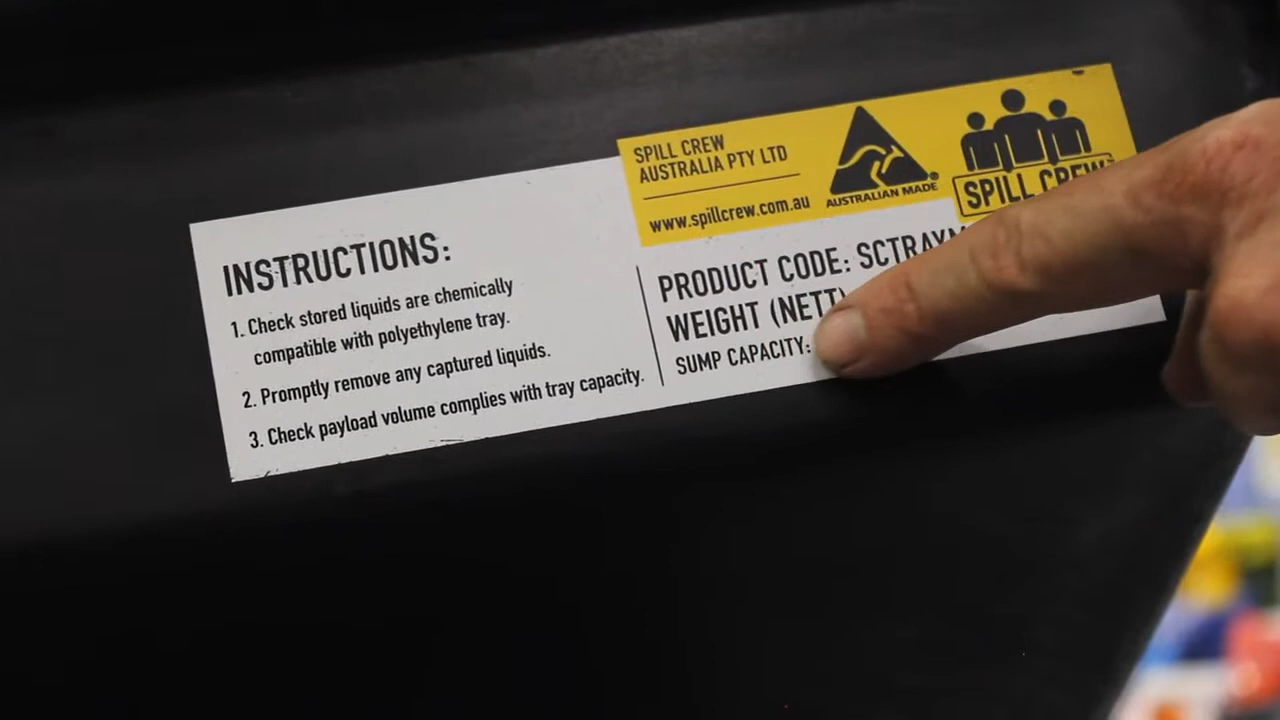 INSTRUCTIONS:
1. Check stored liquids are chemically
compatible with polyethylene tray.
2. Promptly remove any captured liquids.
3. Check payload volume complies with tray capacity.
SPILL CREW
AUSTRALIA PTY LTD
www.spillcrew.com.au
AUSTRALIAN MADE
SPILL CREW
PRODUCT CODE:
WEIGHT (NETT)
SUMP CAPACITY: